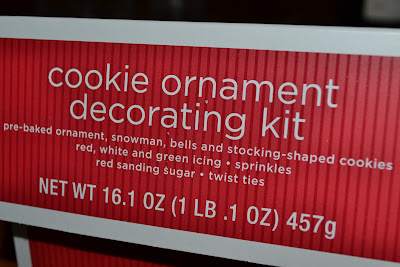 cookie ornament
decorating kit
pre-baked ornament, snowman, bells and stocking-shaped cookies
red, white and green icing • sprinkles
red sanding sugar • twist ties
NET WT 16.1 OZ (1 LB .1 OZ) 457g